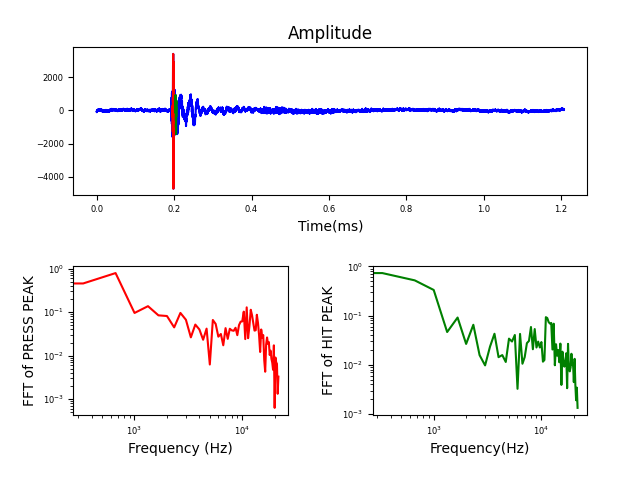 Amplitude
2000
0
−2000
−4000
0.0 0.2 0.4 0.6 0.8 1.0 1.2
Time(ms)
FFT of PRESS PEAK
10⁰
10⁻¹
10⁻²
10⁻³
10³ 10⁴
Frequency (Hz)
FFT of HIT PEAK
10⁰
10⁻¹
10⁻²
10⁻³
10³ 10⁴
Frequency(Hz)